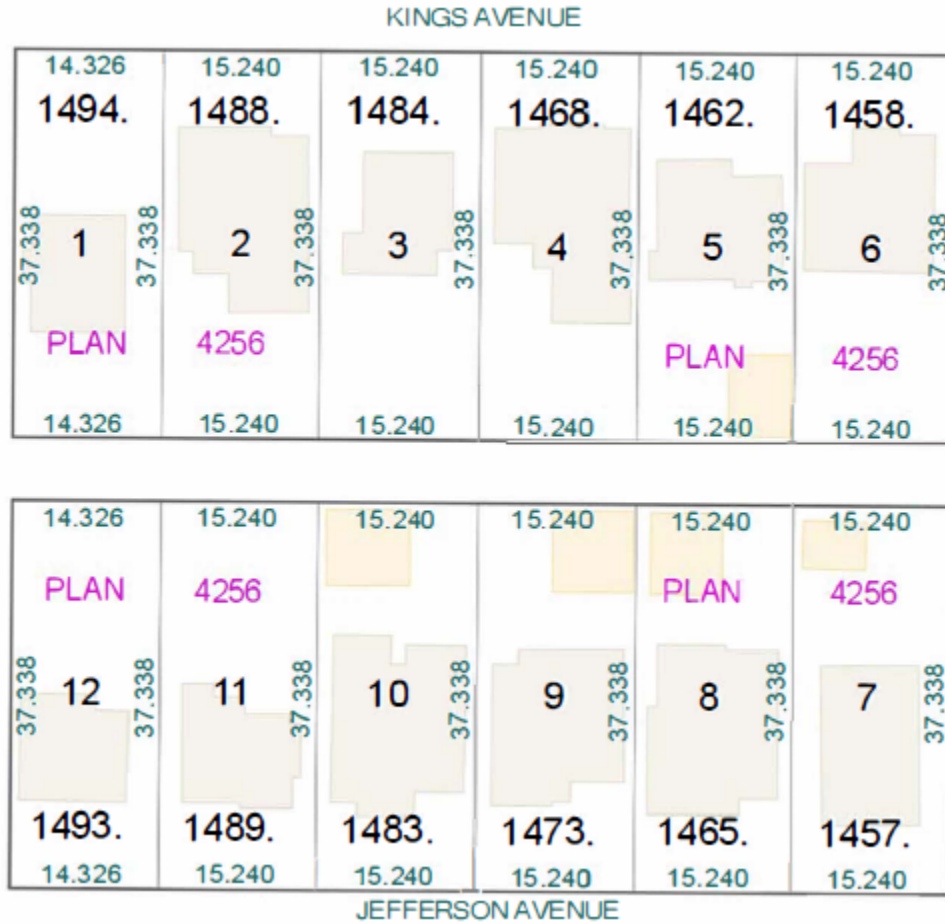 KINGS AVENUE
14.326 15.240 15.240 15.240 15.240 15.240
1494. 1488. 1484. 1468. 1462. 1458.
37.338 1 37.338 2 37.338 3 37.338 4 37.338 5 37.338 6 37.338
PLAN 4256 PLAN 4256
14.326 15.240 15.240 15.240 15.240 15.240
14.326 15.240 15.240 15.240 15.240 15.240
PLAN 4256 PLAN 4256
37.338 12 37.338 11 37.338 10 37.338 9 37.338 8 37.338 7 37.338
1493. 1489. 1483. 1473. 1465. 1457.
14.326 15.240 15.240 15.240 15.240 15.240
JEFFERSON AVENUE